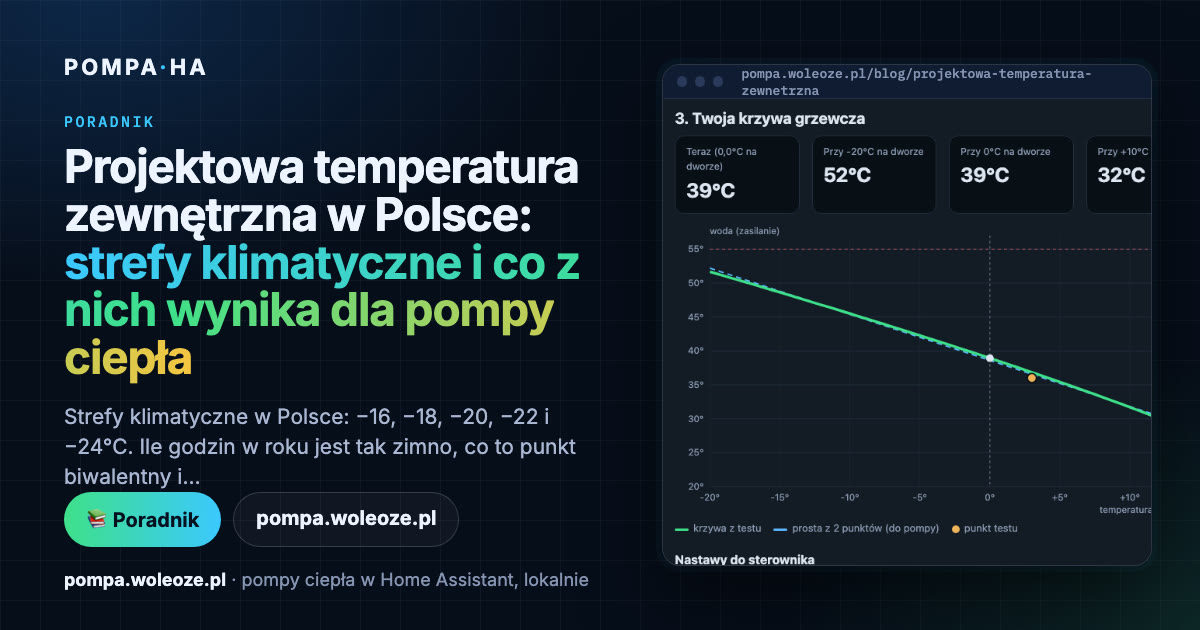 POMPA·HA
PORADNIK
Projektowa temperatura
zewnętrzna w Polsce:
strefy klimatyczne i co z
nich wynika dla pompy
ciepła
Strefy klimatyczne w Polsce: −16, −18, −20, −22 i
−24°C. Ile godzin w roku jest tak zimno, co to punkt
biwalentny i…
📚 Poradnik
pompa.woleoze.pl
pompa.woleoze.pl · pompy ciepła w Home Assistant, lokalnie
pompa.woleoze.pl/blog/projektowa-temperatura-
zewnetrzna
3. Twoja krzywa grzewcza
Teraz (0,0°C na
dworze)
39°C
Przy -20°C na dworze
52°C
Przy 0°C na dworze
39°C
Przy +10°C
32°C
woda (zasilanie)
55°
50°
45°
40°
35°
30°
25°
20°
-20° -15° -10° -5° 0° +5° +10°
temperatura
krzywa z testu prosta z 2 punktów (do pompy) punkt testu
Nastawy do sterownika